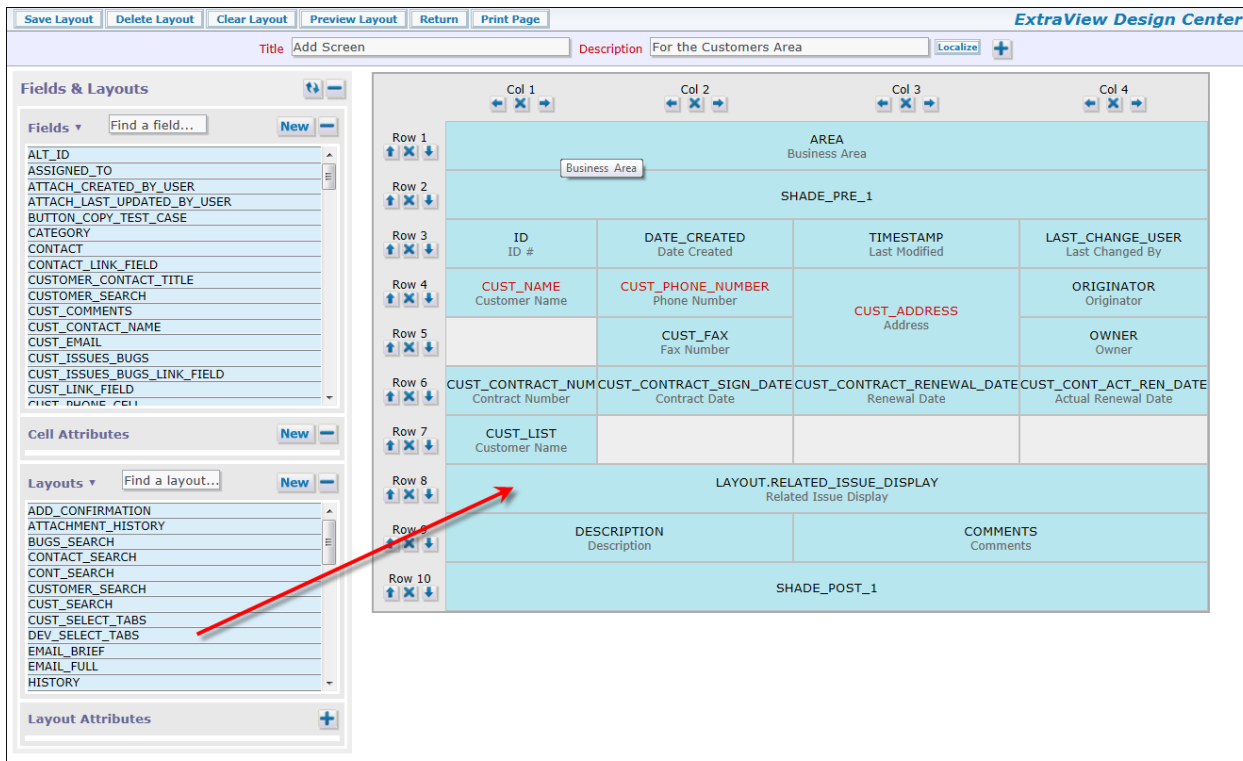 Save Layout Delete Layout Clear Layout Preview Layout Return Print Page ExtraView Design Center
Title Add Screen Description For the Customers Area Localize
Fields & Layouts
Fields Find a field... New
ALT_ID
ASSIGNED_TO
ATTACH_CREATED_BY_USER
ATTACH_LAST_UPDATED_BY_USER
BUTTON_COPY_TEST_CASE
CATEGORY
CONTACT
CONTACT_LINK_FIELD
CUSTOMER_CONTACT_TITLE
CUSTOMER_SEARCH
CUST_COMMENTS
CUST_CONTACT_NAME
CUST_EMAIL
CUST_ISSUES_BUGS
CUST_ISSUES_BUGS_LINK_FIELD
CUST_LINK_FIELD
CUST_PHONE_CELL
Cell Attributes New
Layouts Find a layout... New
ADD_CONFIRMATION
ATTACHMENT_HISTORY
BUGS_SEARCH
CONTACT_SEARCH
CONT_SEARCH
CUSTOMER_SEARCH
CUST_SEARCH
CUST_SELECT_TABS
DEV_SELECT_TABS
EMAIL_BRIEF
EMAIL_FULL
HISTORY
Layout Attributes
Col 1 Col 2 Col 3 Col 4
Row 1 AREA
Business Area
Business Area
Row 2 SHADE_PRE_1
Row 3 ID DATE_CREATED TIMESTAMP LAST_CHANGE_USER
ID # Date Created Last Modified Last Changed By
Row 4 CUST_NAME CUST_PHONE_NUMBER ORIGINATOR
Customer Name Phone Number Originator
CUST_ADDRESS
Address
Row 5 CUST_FAX OWNER
Fax Number Owner
Row 6 CUST_CONTRACT_NUM CUST_CONTRACT_SIGN_DATE CUST_CONTRACT_RENEWAL_DATE CUST_CONT_ACT_REN_DATE
Contract Number Contract Date Renewal Date Actual Renewal Date
Row 7 CUST_LIST
Customer Name
Row 8 LAYOUT.RELATED_ISSUE_DISPLAY
Related Issue Display
Row 9 DESCRIPTION COMMENTS
Description Comments
Row 10 SHADE_POST_1